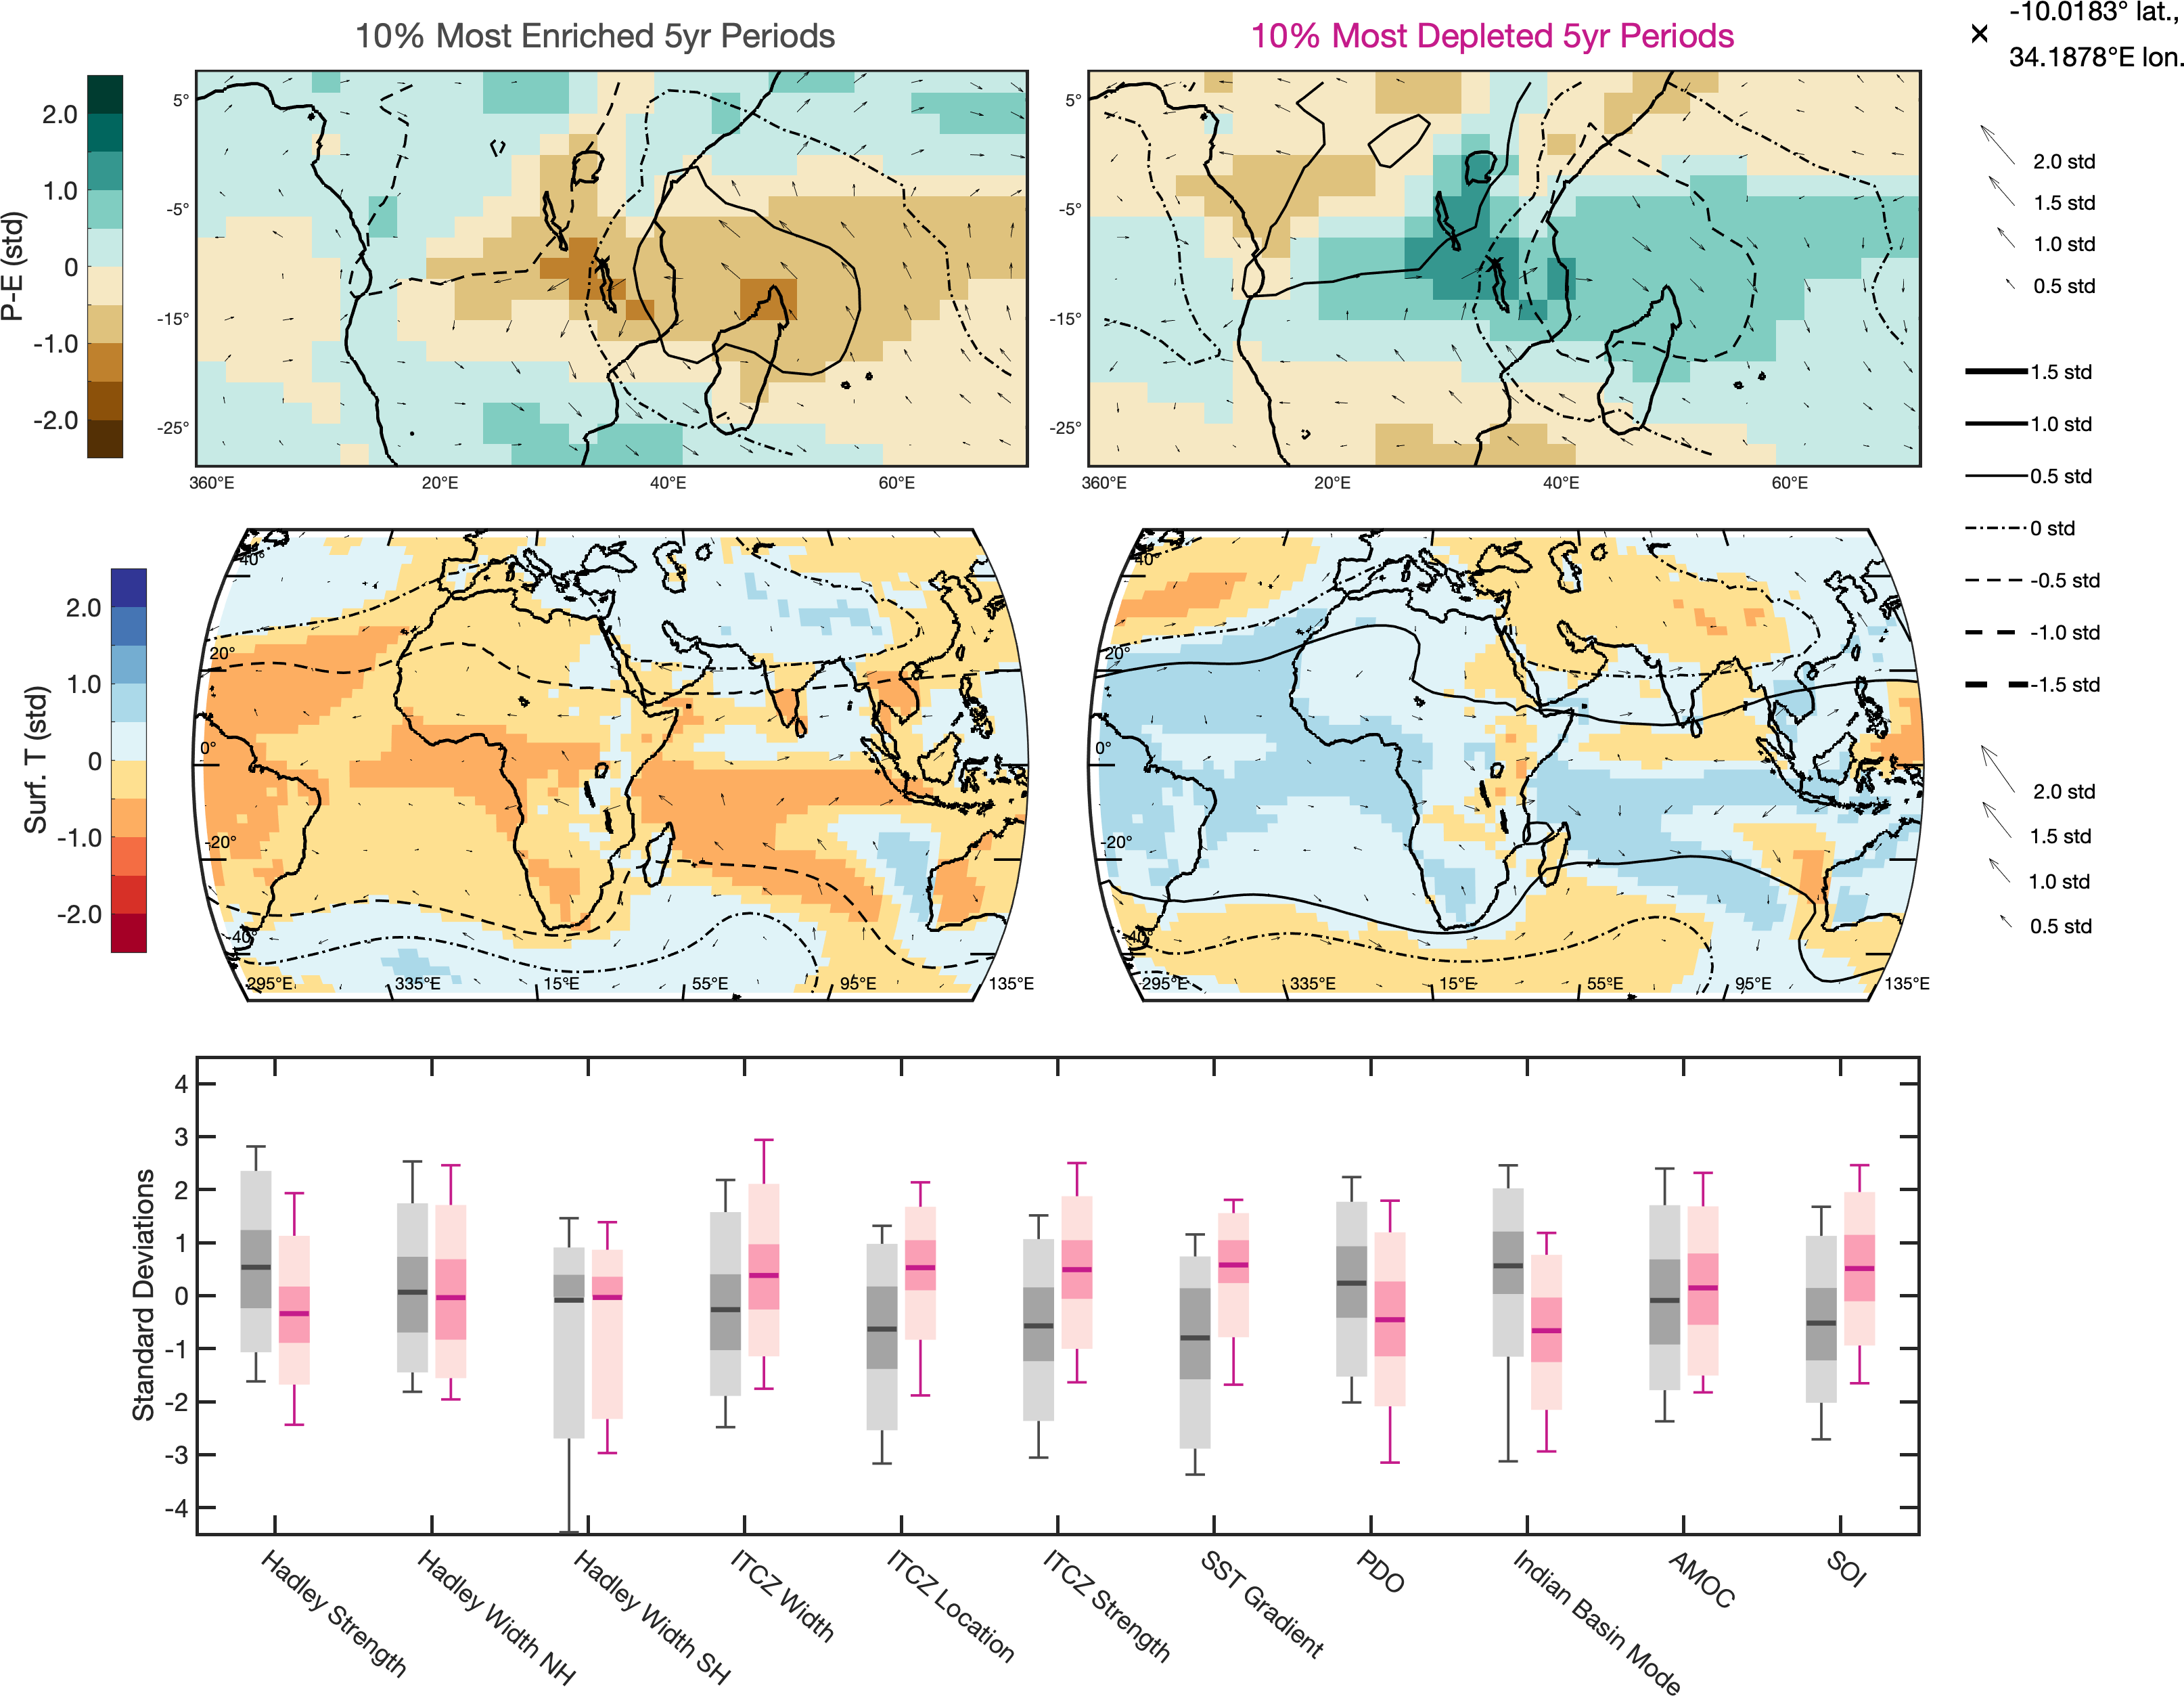 10% Most Enriched 5yr Periods
10% Most Depleted 5yr Periods
-10.0183° lat.,
34.1878°E lon.
P-E (std)
2.0
1.0
0
-1.0
-2.0
5°
-5°
-15°
-25°
360°E
20°E
40°E
60°E
5°
-5°
-15°
-25°
360°E
20°E
40°E
60°E
2.0 std
1.5 std
1.0 std
0.5 std
1.5 std
1.0 std
0.5 std
0 std
-0.5 std
-1.0 std
-1.5 std
Surf. T (std)
2.0
1.0
0
-1.0
-2.0
40°
20°
0°
-20°
-40°
295°E
335°E
15°E
55°E
95°E
135°E
40°
20°
0°
-20°
-40°
-295°E
335°E
15°E
55°E
95°E
135°E
2.0 std
1.5 std
1.0 std
0.5 std
Standard Deviations
4
3
2
1
0
-1
-2
-3
-4
Hadley Strength
Hadley Width NH
Hadley Width SH
ITCZ Width
ITCZ Location
ITCZ Strength
SST Gradient
PDO
Indian Basin Mode
AMOC
SOI